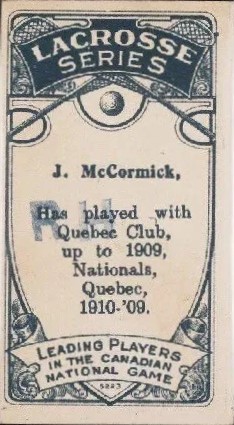 LACROSSE
SERIES
J. McCormick,
R.H.
Has played with
Quebec Club,
up to 1909,
Nationals,
Quebec,
1910-'09.
LEADING PLAYERS
IN THE CANADIAN
NATIONAL GAME
5223